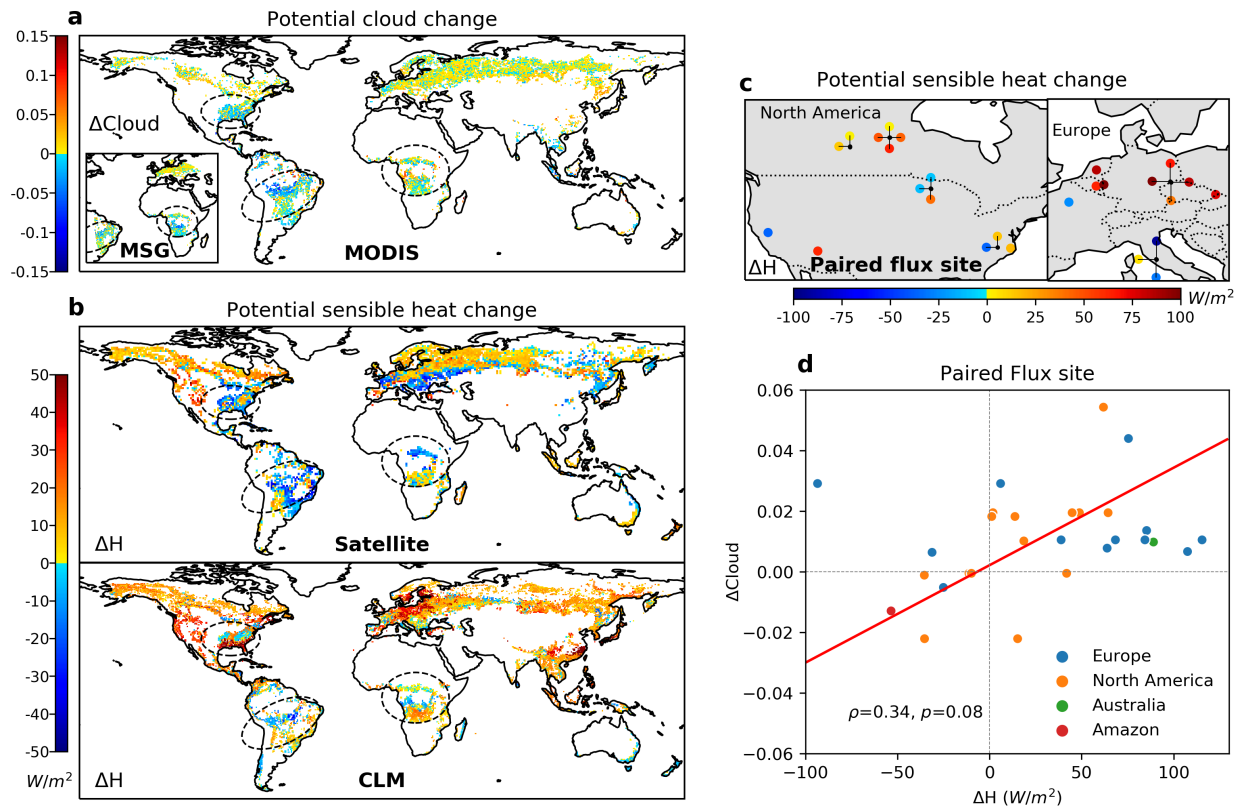 a
Potential cloud change
0.15
0.1
0.05
0
-0.05
-0.1
-0.15
ΔCloud
MSG
MODIS
b
Potential sensible heat change
50
40
30
20
10
0
-10
-20
-30
-40
-50
W/m²
ΔH
Satellite
ΔH
CLM
c
Potential sensible heat change
North America
Europe
ΔH
Paired flux site
-100 -75 -50 -25 0 25 50 75 100
W/m²
d
Paired Flux site
0.06
0.04
0.02
0.00
−0.02
−0.04
−0.06
ΔCloud
Europe
North America
Australia
Amazon
ρ=0.34, p=0.08
−100 −50 0 50 100
ΔH (W/m²)